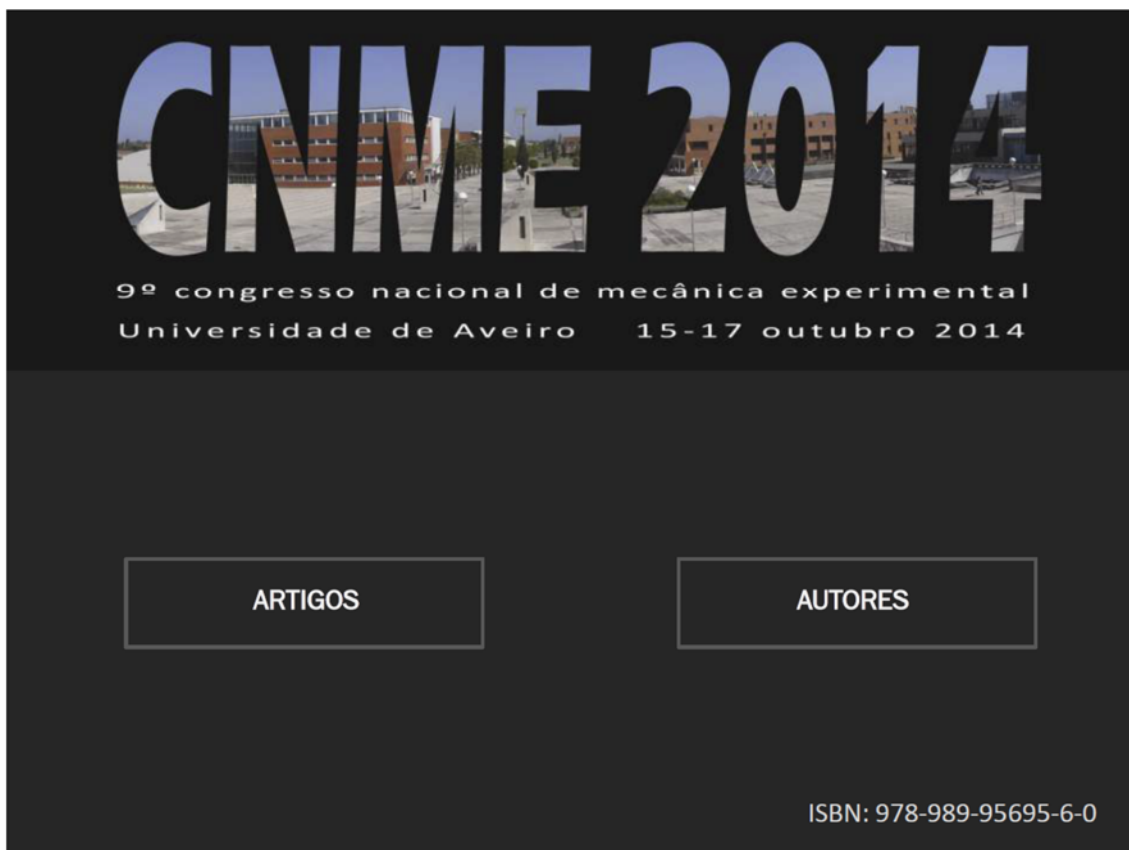 CNME 2014
9º congresso nacional de mecânica experimental
Universidade de Aveiro 15-17 outubro 2014
ARTIGOS
AUTORES
ISBN: 978-989-95695-6-0